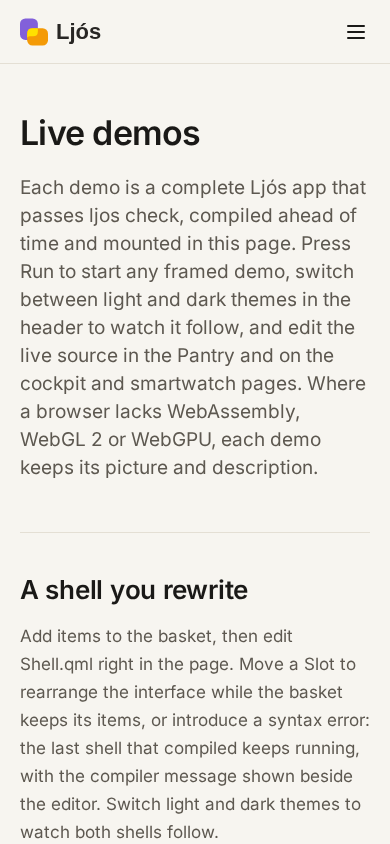 Ljós
Live demos
Each demo is a complete Ljós app that
passes ljos check, compiled ahead of
time and mounted in this page. Press
Run to start any framed demo, switch
between light and dark themes in the
header to watch it follow, and edit the
live source in the Pantry and on the
cockpit and smartwatch pages. Where
a browser lacks WebAssembly,
WebGL 2 or WebGPU, each demo
keeps its picture and description.
A shell you rewrite
Add items to the basket, then edit
Shell.qml right in the page. Move a Slot to
rearrange the interface while the basket
keeps its items, or introduce a syntax error:
the last shell that compiled keeps running,
with the compiler message shown beside
the editor. Switch light and dark themes to
watch both shells follow.